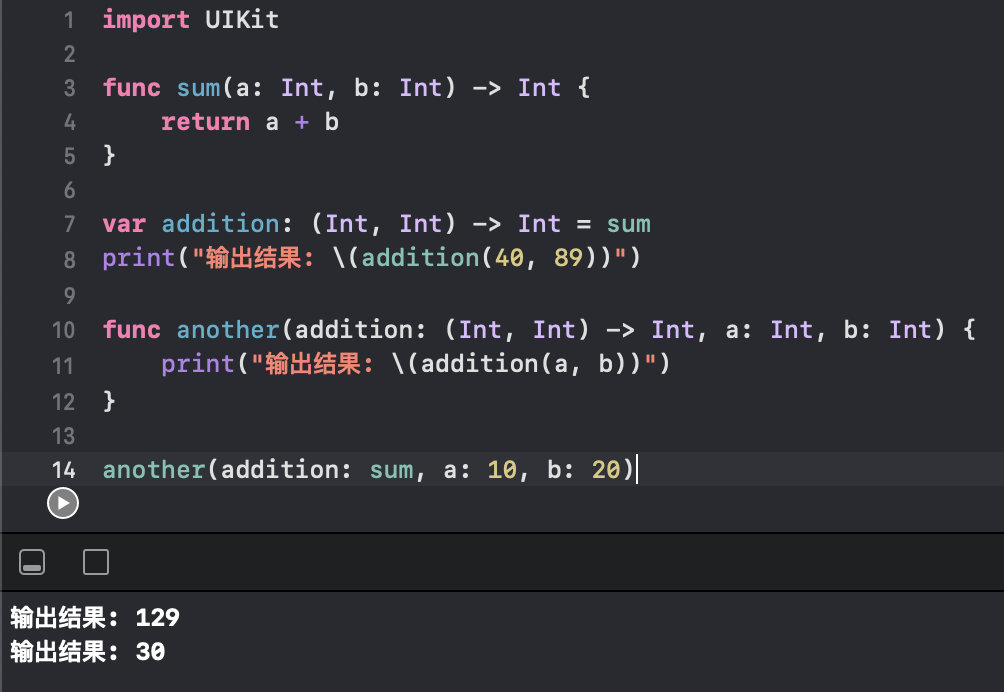 1 import UIKit
2
3 func sum(a: Int, b: Int) -> Int {
4     return a + b
5 }
6
7 var addition: (Int, Int) -> Int = sum
8 print("输出结果: \(addition(40, 89))")
9
10 func another(addition: (Int, Int) -> Int, a: Int, b: Int) {
11     print("输出结果: \(addition(a, b))")
12 }
13
14 another(addition: sum, a: 10, b: 20)
输出结果: 129
输出结果: 30